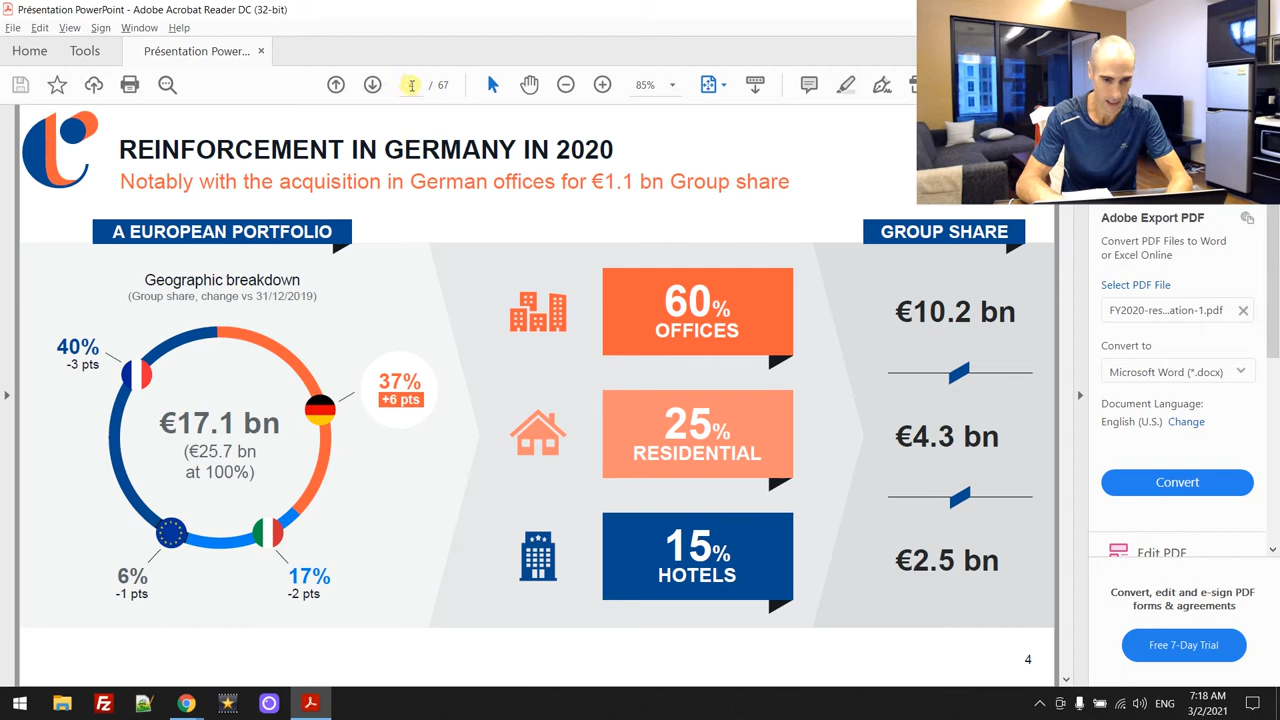 Présentation PowerPoint - Adobe Acrobat Reader DC (32-bit)
File Edit View Sign Window Help
Home Tools Présentation Power... ×
/ 67 85%
REINFORCEMENT IN GERMANY IN 2020
Notably with the acquisition in German offices for €1.1 bn Group share
A EUROPEAN PORTFOLIO
Geographic breakdown
(Group share, change vs 31/12/2019)
40%
-3 pts
37%
+6 pts
€17.1 bn
(€25.7 bn
at 100%)
6%
-1 pts
17%
-2 pts
60%
OFFICES
25%
RESIDENTIAL
15%
HOTELS
GROUP SHARE
€10.2 bn
€4.3 bn
€2.5 bn
4
Adobe Export PDF
Convert PDF Files to Word
or Excel Online
Select PDF File
FY2020-res...ation-1.pdf
Convert to
Microsoft Word (*.docx)
Document Language:
English (U.S.) Change
Convert
Edit PDF
Convert, edit and e-sign PDF
forms & agreements
Free 7-Day Trial
ENG
7:18 AM
3/2/2021